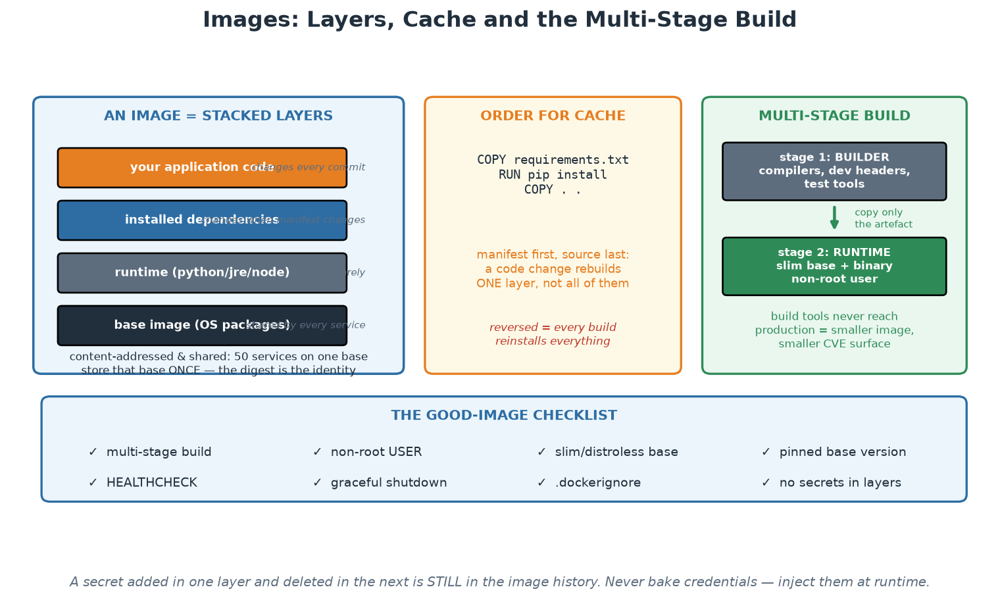 Images: Layers, Cache and the Multi-Stage Build
AN IMAGE = STACKED LAYERS
your application code
changes every commit
installed dependencies
changes when manifest changes
runtime (python/jre/node)
rely
base image (OS packages)
shared by every service
content-addressed & shared: 50 services on one base
store that base ONCE — the digest is the identity
ORDER FOR CACHE
COPY requirements.txt
RUN pip install
COPY . .
manifest first, source last:
a code change rebuilds
ONE layer, not all of them
reversed = every build
reinstalls everything
MULTI-STAGE BUILD
stage 1: BUILDER
compilers, dev headers,
test tools
copy only
the artefact
stage 2: RUNTIME
slim base + binary
non-root user
build tools never reach
production = smaller image,
smaller CVE surface
THE GOOD-IMAGE CHECKLIST
✓ multi-stage build
✓ non-root USER
✓ slim/distroless base
✓ pinned base version
✓ HEALTHCHECK
✓ graceful shutdown
✓ .dockerignore
✓ no secrets in layers
A secret added in one layer and deleted in the next is STILL in the image history. Never bake credentials — inject them at runtime.